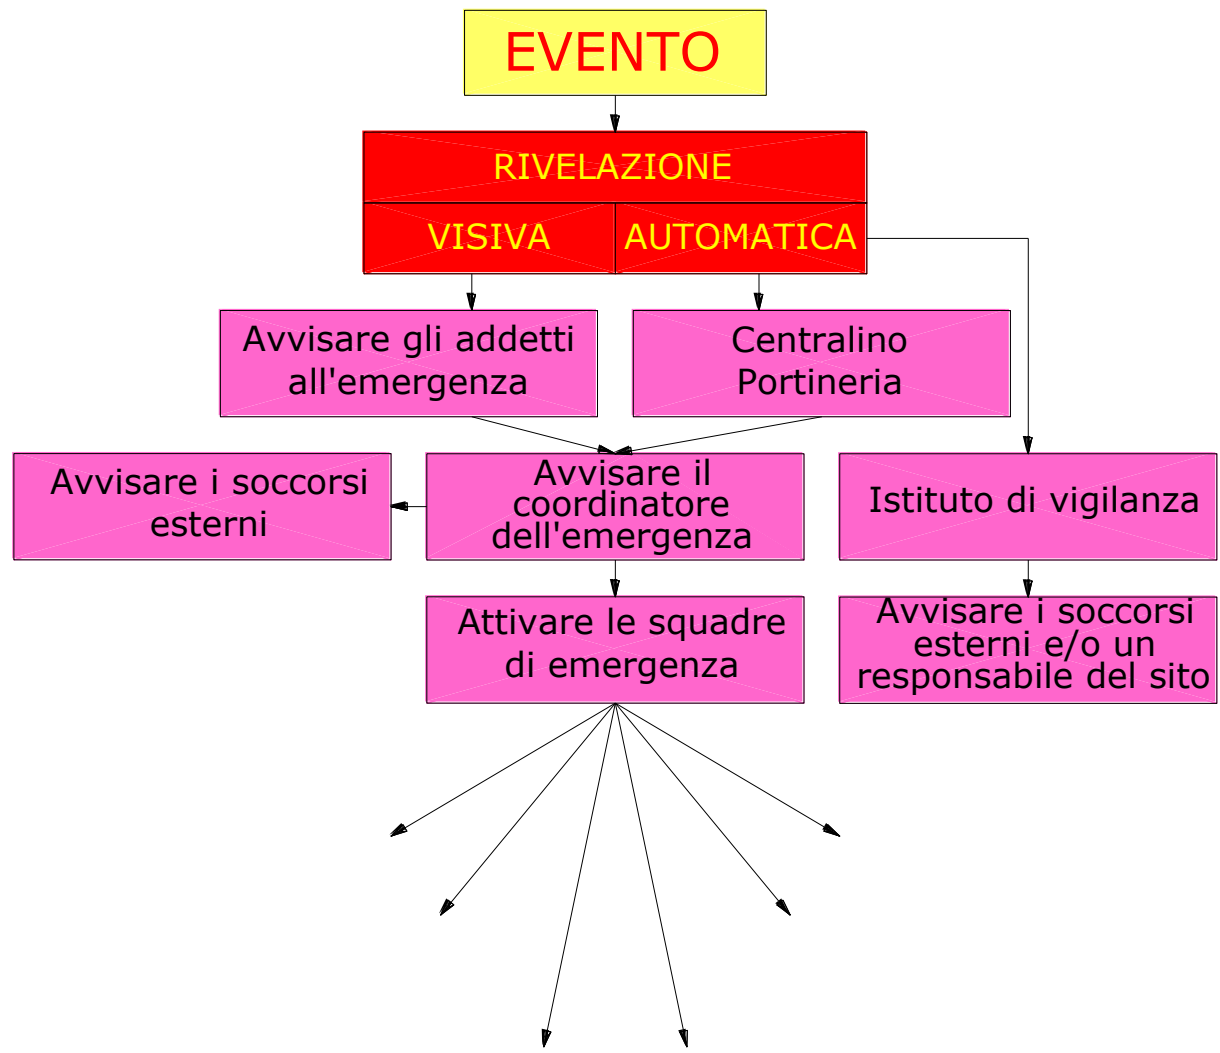 EVENTO
RIVELAZIONE
VISIVA
AUTOMATICA
Avvisare gli addetti
all'emergenza
Centralino
Portineria
Avvisare i soccorsi
esterni
Avvisare il
coordinatore
dell'emergenza
Istituto di vigilanza
Attivare le squadre
di emergenza
Avvisare i soccorsi
esterni e/o un
responsabile del sito